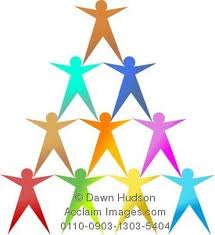 © Dawn Hudson
Acclaim Images.com
0110-0903-1303-5404